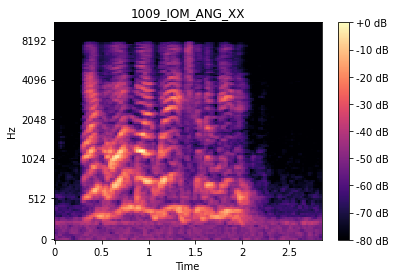 1009_IOM_ANG_XX
Hz
8192
4096
2048
1024
512
0
0
0.5
1
1.5
2
2.5
Time
+0 dB
-10 dB
-20 dB
-30 dB
-40 dB
-50 dB
-60 dB
-70 dB
-80 dB